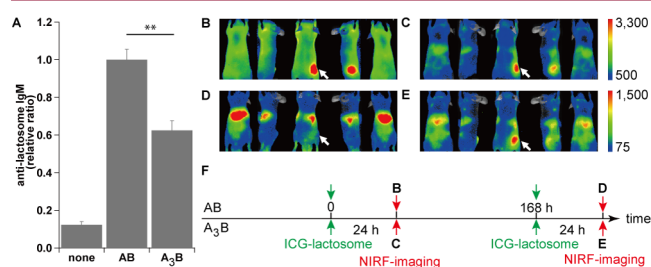 A
**
anti-lactosome IgM
(relative ratio)
1.2
1.0
0.8
0.6
0.4
0.2
0.0
none AB A₃B
B
C
3,300
500
D
E
1,500
75
F
B
D
AB
0
168 h
time
A₃B
24 h
24 h
ICG-lactosome
C
ICG-lactosome
E
NIRF-imaging
NIRF-imaging